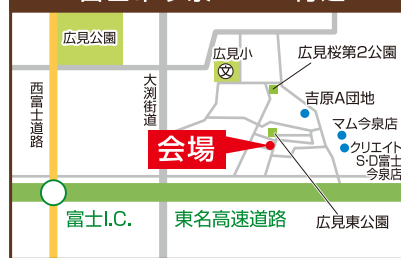 広見公園
広見小
文
広見桜第2公園
西富士道路
大渕街道
吉原A団地
マム今泉店
クリエイト
S・D富士
今泉店
会場
富士I.C.
東名高速道路
広見東公園